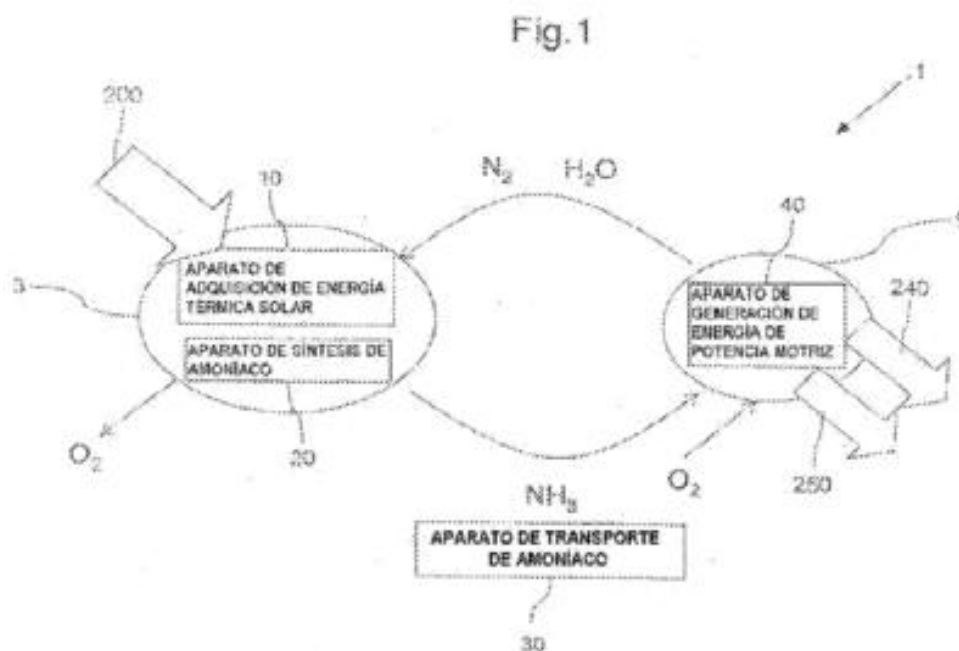 Fig.1
1
200
10
N2
H2O
40
APARATO DE
ADQUISICIÓN DE ENERGÍA
TÉRMICA SOLAR
APARATO DE
GENERACIÓN DE
ENERGÍA DE
POTENCIA MOTRIZ
240
APARATO DE SÍNTESIS DE
AMONÍACO
O2
20
250
O2
NH3
APARATO DE TRANSPORTE
DE AMONÍACO
30